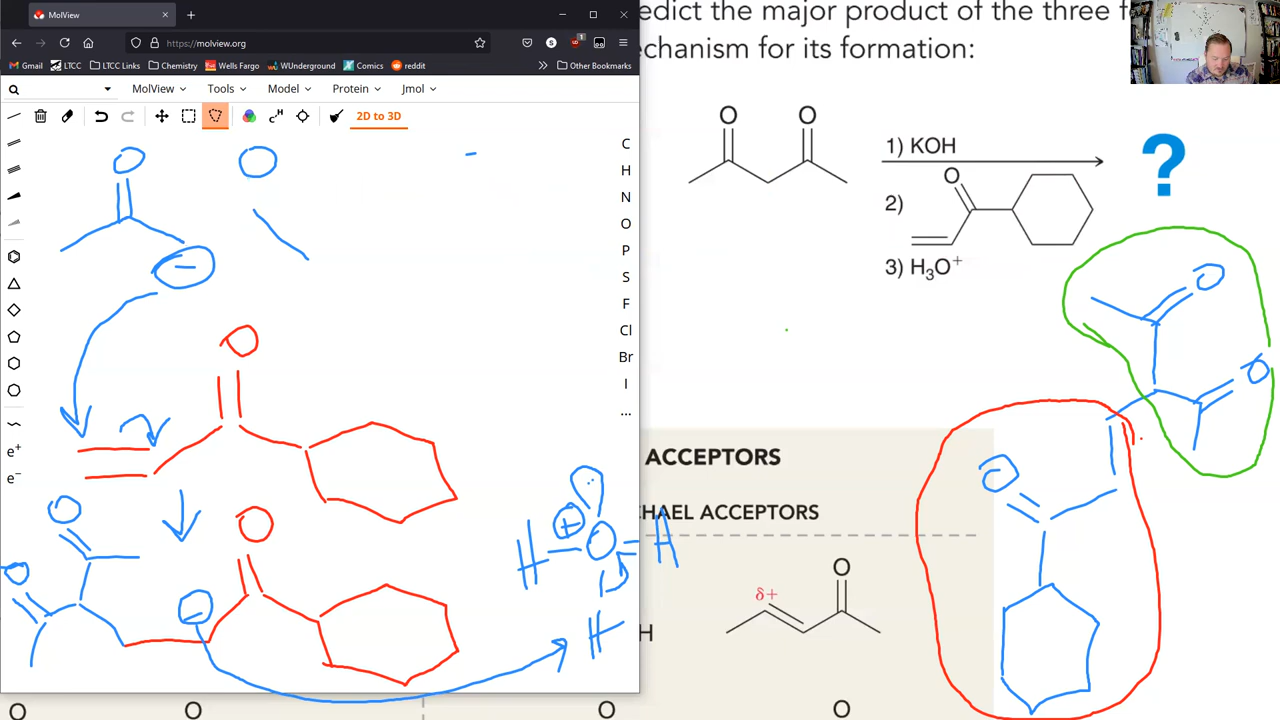 MolView
https://molview.org
Gmail LTCC LTCC Links Chemistry Wells Fargo WUnderground Comics reddit Other Bookmarks
MolView Tools Model Protein Jmol
2D to 3D
edict the major product of the three f
chanism for its formation:
O O
1) KOH
2)
O
3) H₃O⁺
?
C
H
N
O
P
S
F
Cl
Br
I
...
e⁺
e⁻
O O
−
O
O
O
O
−
H
+
O
H
H
O
O
O
ACCEPTORS
CHAEL ACCEPTORS
δ+
O
H
O O O O